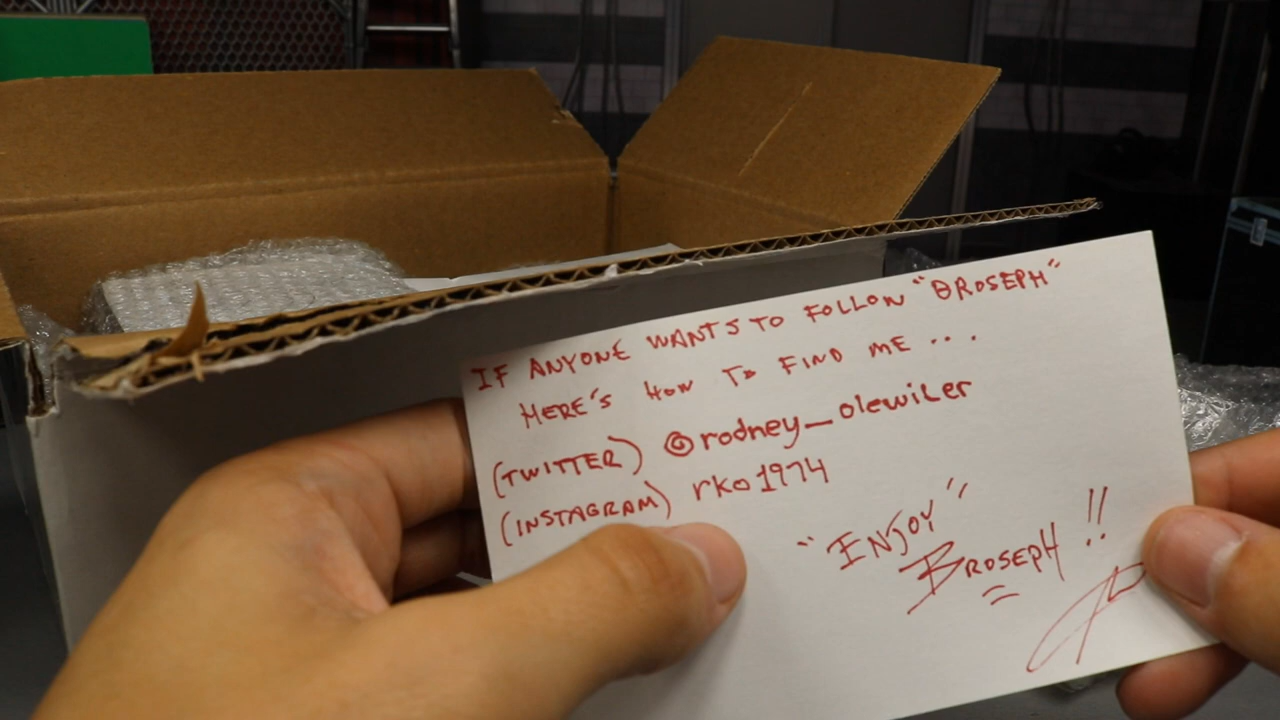 IF ANYONE WANTS TO FOLLOW "BROSEPH"
HERE'S HOW TO FIND ME ...
(TWITTER) @rodney_olewiler
(INSTAGRAM) rko1974
"ENJOY"
BROSEPH !!